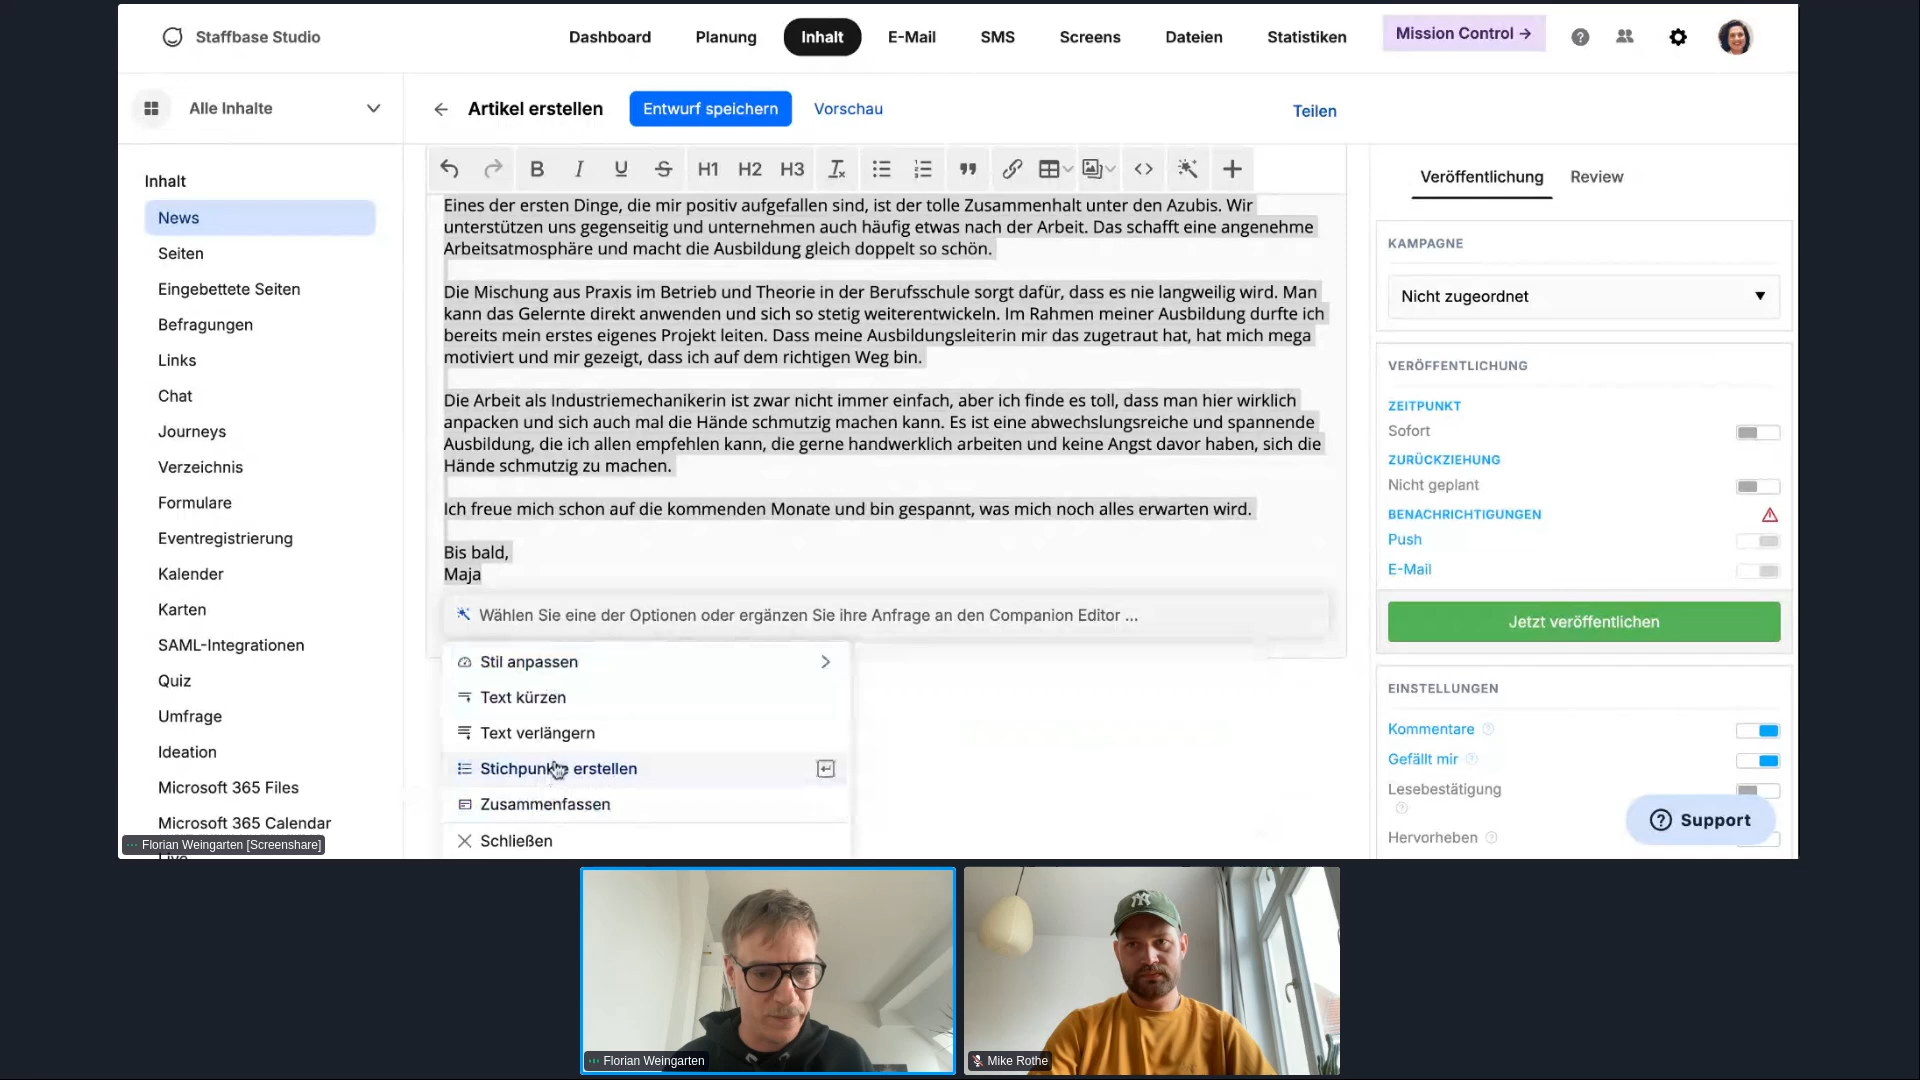 Staffbase Studio
Dashboard
Planung
Inhalt
E-Mail
SMS
Screens
Dateien
Statistiken
Mission Control →
Alle Inhalte
Artikel erstellen
Entwurf speichern
Vorschau
Teilen
Inhalt
News
Seiten
Eingebettete Seiten
Befragungen
Links
Chat
Journeys
Verzeichnis
Formulare
Eventregistrierung
Kalender
Karten
SAML-Integrationen
Quiz
Umfrage
Ideation
Microsoft 365 Files
Microsoft 365 Calendar
B I U S H1 H2 H3
Eines der ersten Dinge, die mir positiv aufgefallen sind, ist der tolle Zusammenhalt unter den Azubis. Wir
unterstützen uns gegenseitig und unternehmen auch häufig etwas nach der Arbeit. Das schafft eine angenehme
Arbeitsatmosphäre und macht die Ausbildung gleich doppelt so schön.
Die Mischung aus Praxis im Betrieb und Theorie in der Berufsschule sorgt dafür, dass es nie langweilig wird. Man
kann das Gelernte direkt anwenden und sich so stetig weiterentwickeln. Im Rahmen meiner Ausbildung durfte ich
bereits mein erstes eigenes Projekt leiten. Dass meine Ausbildungsleiterin mir das zugetraut hat, hat mich mega
motiviert und mir gezeigt, dass ich auf dem richtigen Weg bin.
Die Arbeit als Industriemechanikerin ist zwar nicht immer einfach, aber ich finde es toll, dass man hier wirklich
anpacken und sich auch mal die Hände schmutzig machen kann. Es ist eine abwechslungsreiche und spannende
Ausbildung, die ich allen empfehlen kann, die gerne handwerklich arbeiten und keine Angst davor haben, sich die
Hände schmutzig zu machen.
Ich freue mich schon auf die kommenden Monate und bin gespannt, was mich noch alles erwarten wird.
Bis bald,
Maja
Wählen Sie eine der Optionen oder ergänzen Sie ihre Anfrage an den Companion Editor ...
Stil anpassen
Text kürzen
Text verlängern
Stichpunkte erstellen
Zusammenfassen
Schließen
Veröffentlichung
Review
KAMPAGNE
Nicht zugeordnet
VERÖFFENTLICHUNG
ZEITPUNKT
Sofort
ZURÜCKZIEHUNG
Nicht geplant
BENACHRICHTIGUNGEN
Push
E-Mail
Jetzt veröffentlichen
EINSTELLUNGEN
Kommentare
Gefällt mir
Lesebestätigung
Hervorheben
Support
Florian Weingarten [Screenshare]
Florian Weingarten
Mike Rothe